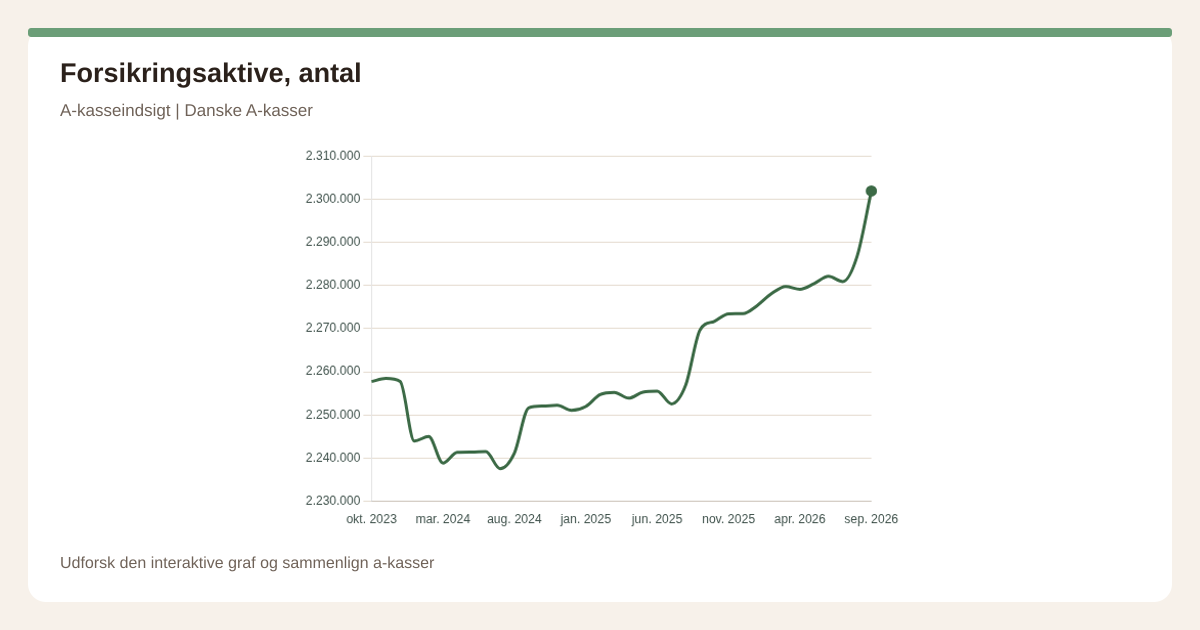 Forsikringsaktive, antal
A-kasseindsigt | Danske A-kasser
2.310.000
2.300.000
2.290.000
2.280.000
2.270.000
2.260.000
2.250.000
2.240.000
2.230.000
okt. 2023 mar. 2024 aug. 2024 jan. 2025 jun. 2025 nov. 2025 apr. 2026 sep. 2026
Udforsk den interaktive graf og sammenlign a-kasser